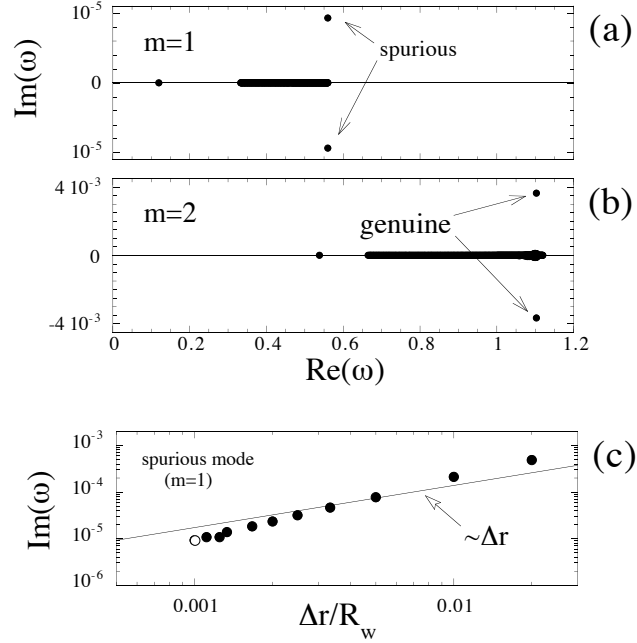 10⁻⁵
m=1
spurious
(a)
Im(ω)
0
10⁻⁵
4 10⁻³
m=2
genuine
(b)
0
-4 10⁻³
0 0.2 0.4 0.6 0.8 1 1.2
Re(ω)
10⁻³
spurious mode
(m=1)
(c)
Im(ω)
10⁻⁴
10⁻⁵
~Δr
10⁻⁶
0.001 0.01
Δr/R_w